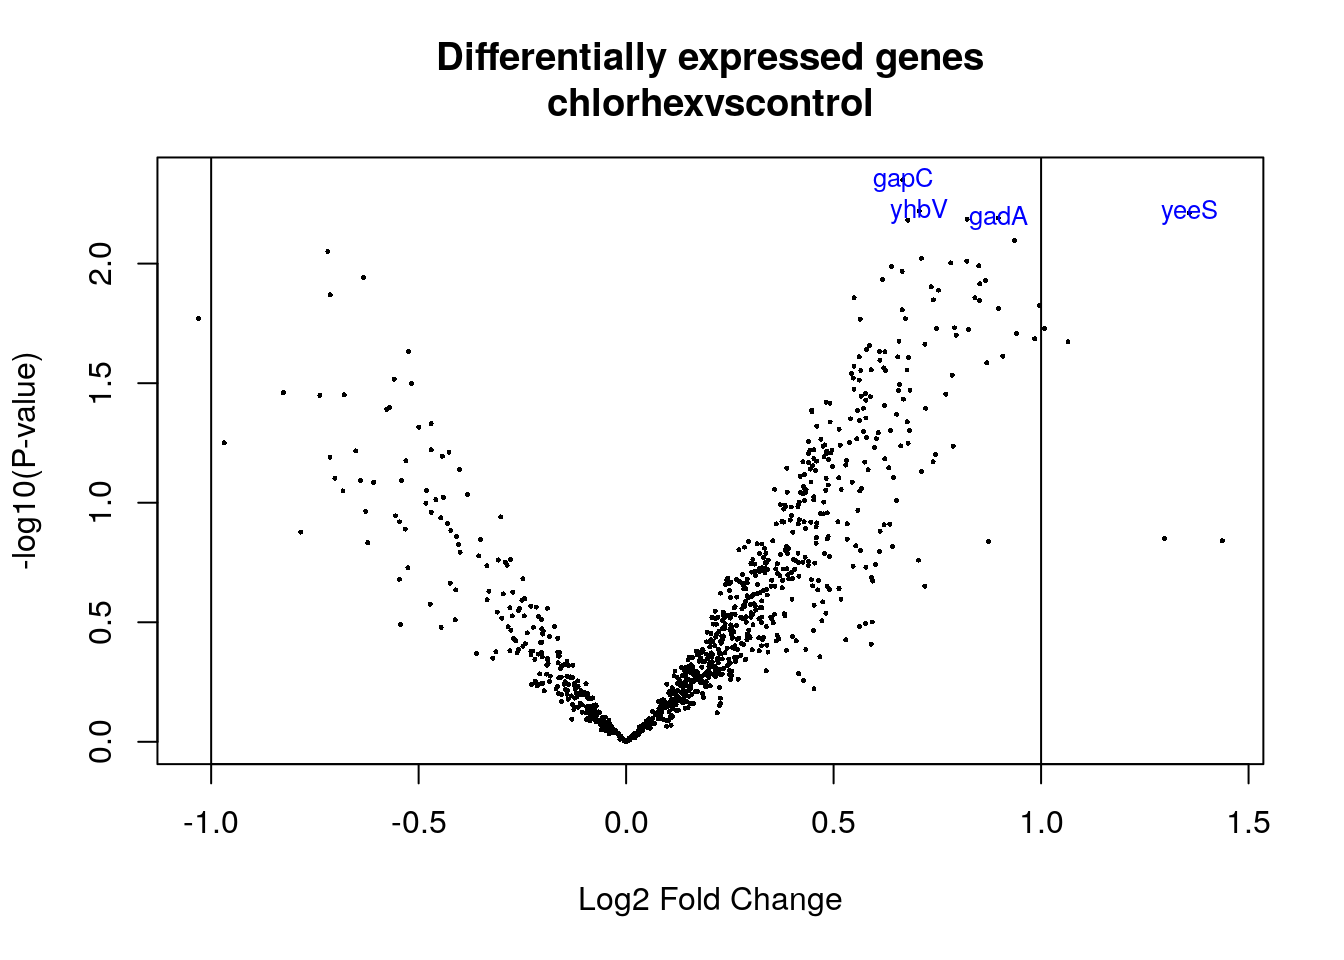 Differentially expressed genes
chlorhexvscontrol
gapC
yhbV
gadA
yeeS
-log10(P-value)
2.0
1.5
1.0
0.5
0.0
-1.0 -0.5 0.0 0.5 1.0 1.5
Log2 Fold Change